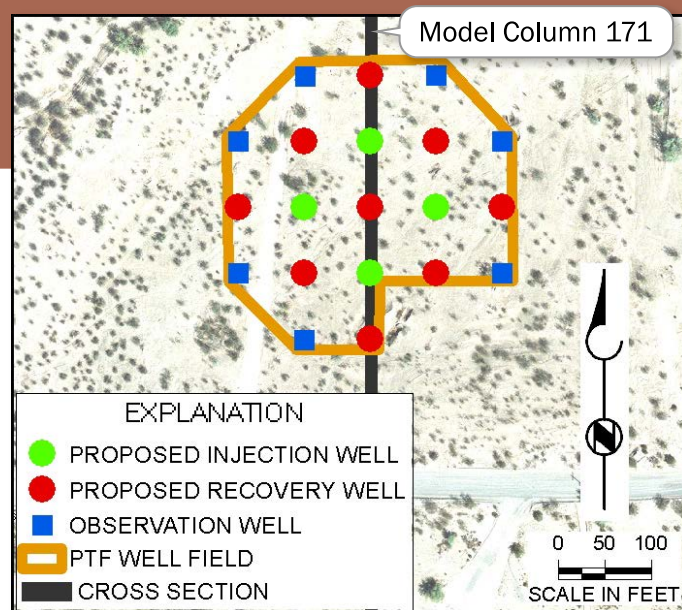 Model Column 171
EXPLANATION
PROPOSED INJECTION WELL
PROPOSED RECOVERY WELL
OBSERVATION WELL
PTF WELL FIELD
CROSS SECTION
N
0 50 100
SCALE IN FEET